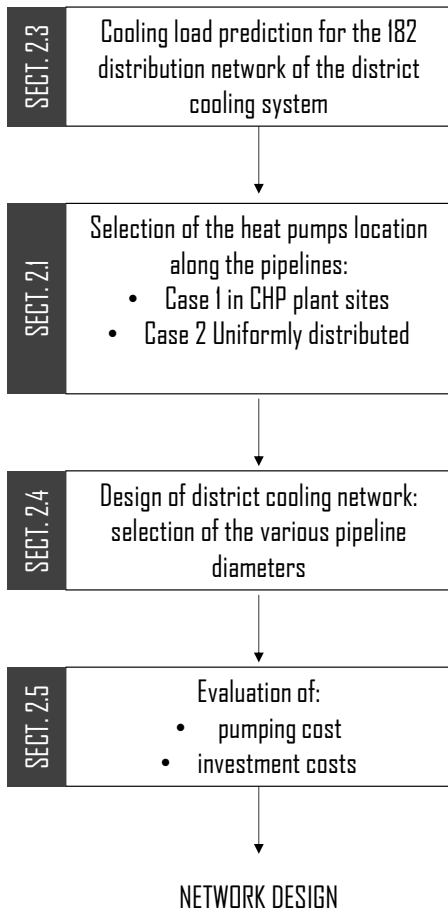 SECT. 2.3
Cooling load prediction for the 182
distribution network of the district
cooling system
SECT. 2.1
Selection of the heat pumps location
along the pipelines:
• Case 1 in CHP plant sites
• Case 2 Uniformly distributed
SECT. 2.4
Design of district cooling network:
selection of the various pipeline
diameters
SECT. 2.5
Evaluation of:
• pumping cost
• investment costs
NETWORK DESIGN